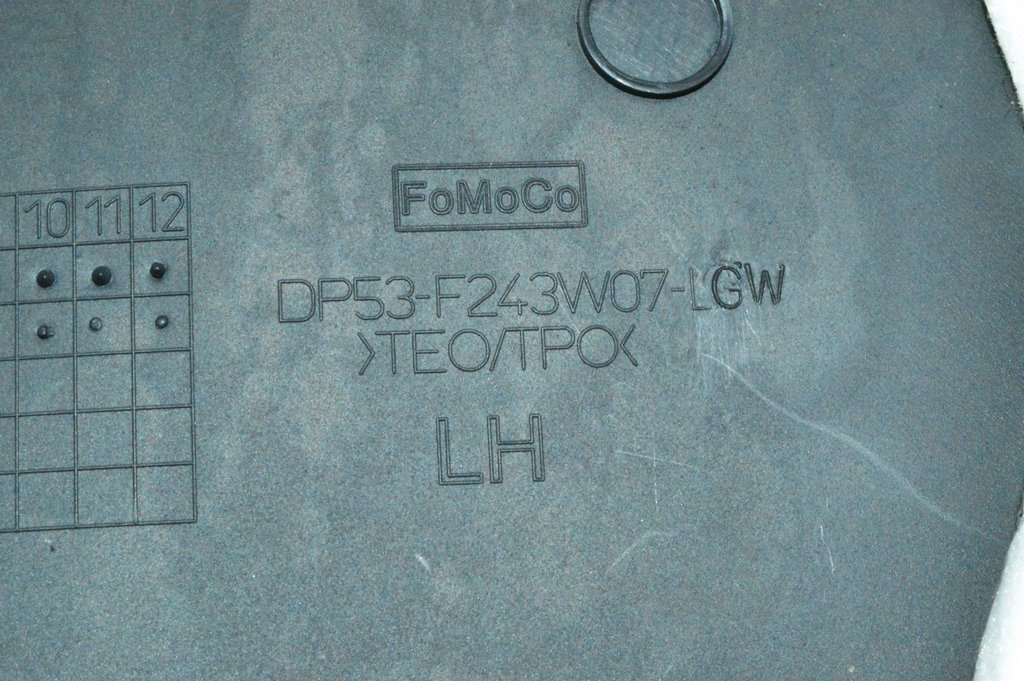 10 11 12
FoMoCo
DP53-F243W07-LGW
>TEO/TPO<
LH